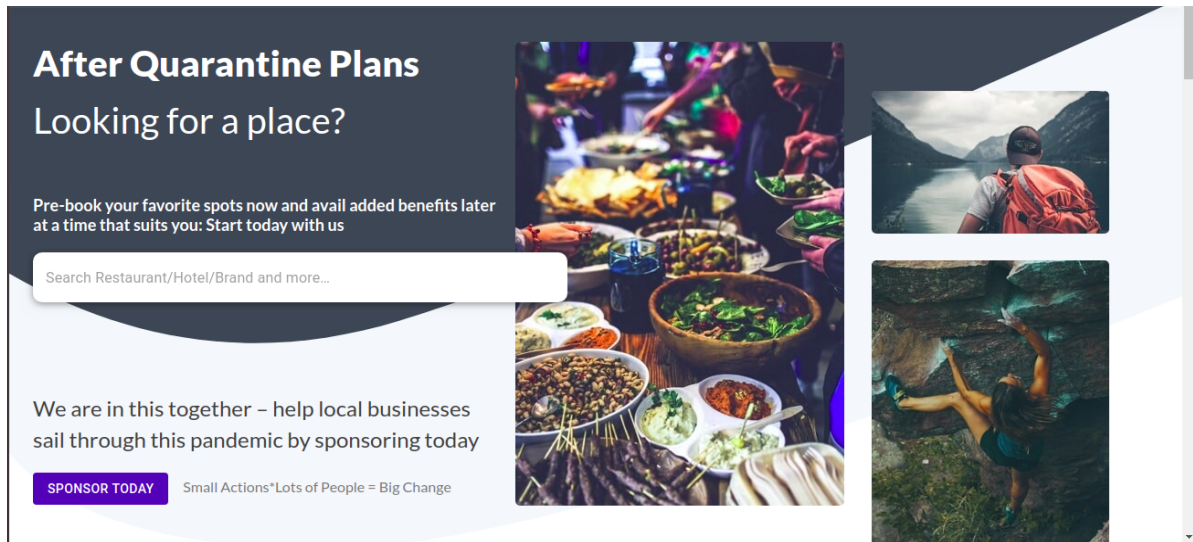 After Quarantine Plans
Looking for a place?
Pre-book your favorite spots now and avail added benefits later
at a time that suits you: Start today with us
Search Restaurant/Hotel/Brand and more...
We are in this together – help local businesses
sail through this pandemic by sponsoring today
SPONSOR TODAY
Small Actions*Lots of People = Big Change